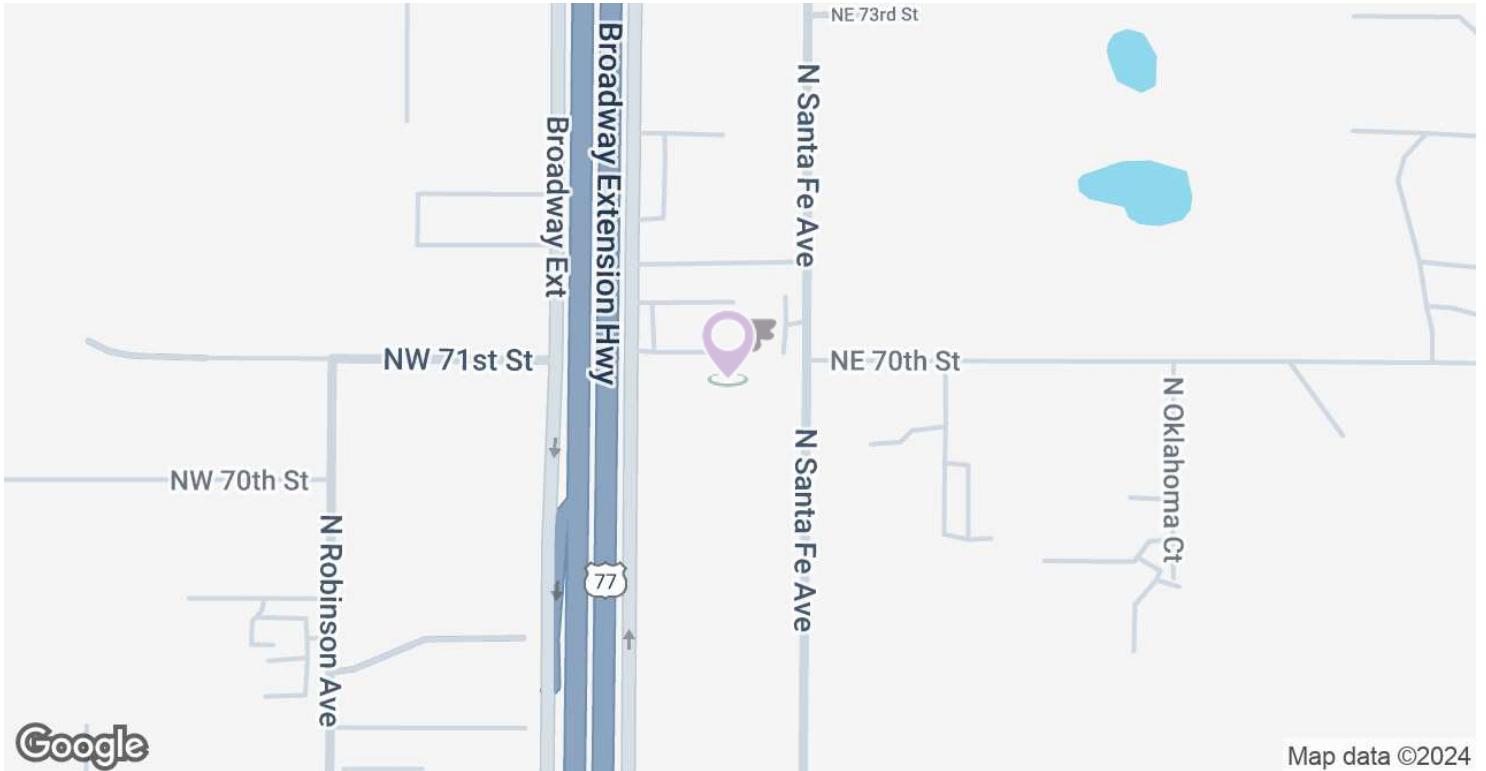 NE 73rd St
Broadway Extension Hwy
N Santa Fe Ave
Broadway Ext
NW 71st St
NE 70th St
N Oklahoma Ct
NW 70th St
N Santa Fe Ave
N Robinson Ave
77
Google
Map data ©2024